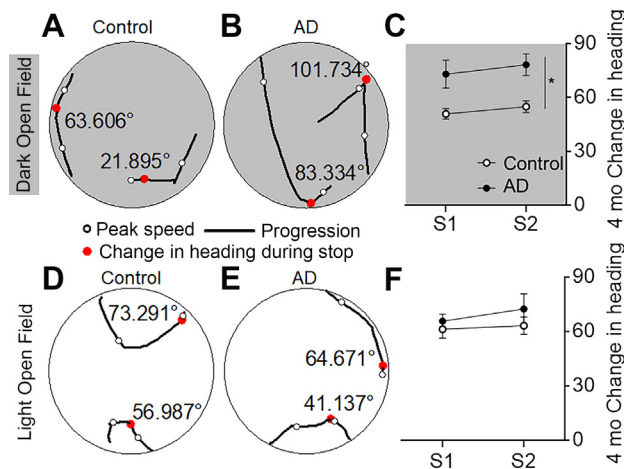 A Control B AD C
Dark Open Field
63.606°
21.895°
101.734°
83.334°
90
60
30
0
4 mo Change in heading
*
Control
AD
S1 S2
Peak speed Progression
Change in heading during stop
D Control E AD F
Light Open Field
73.291°
56.987°
64.671°
41.137°
90
60
30
0
4 mo Change in heading
S1 S2